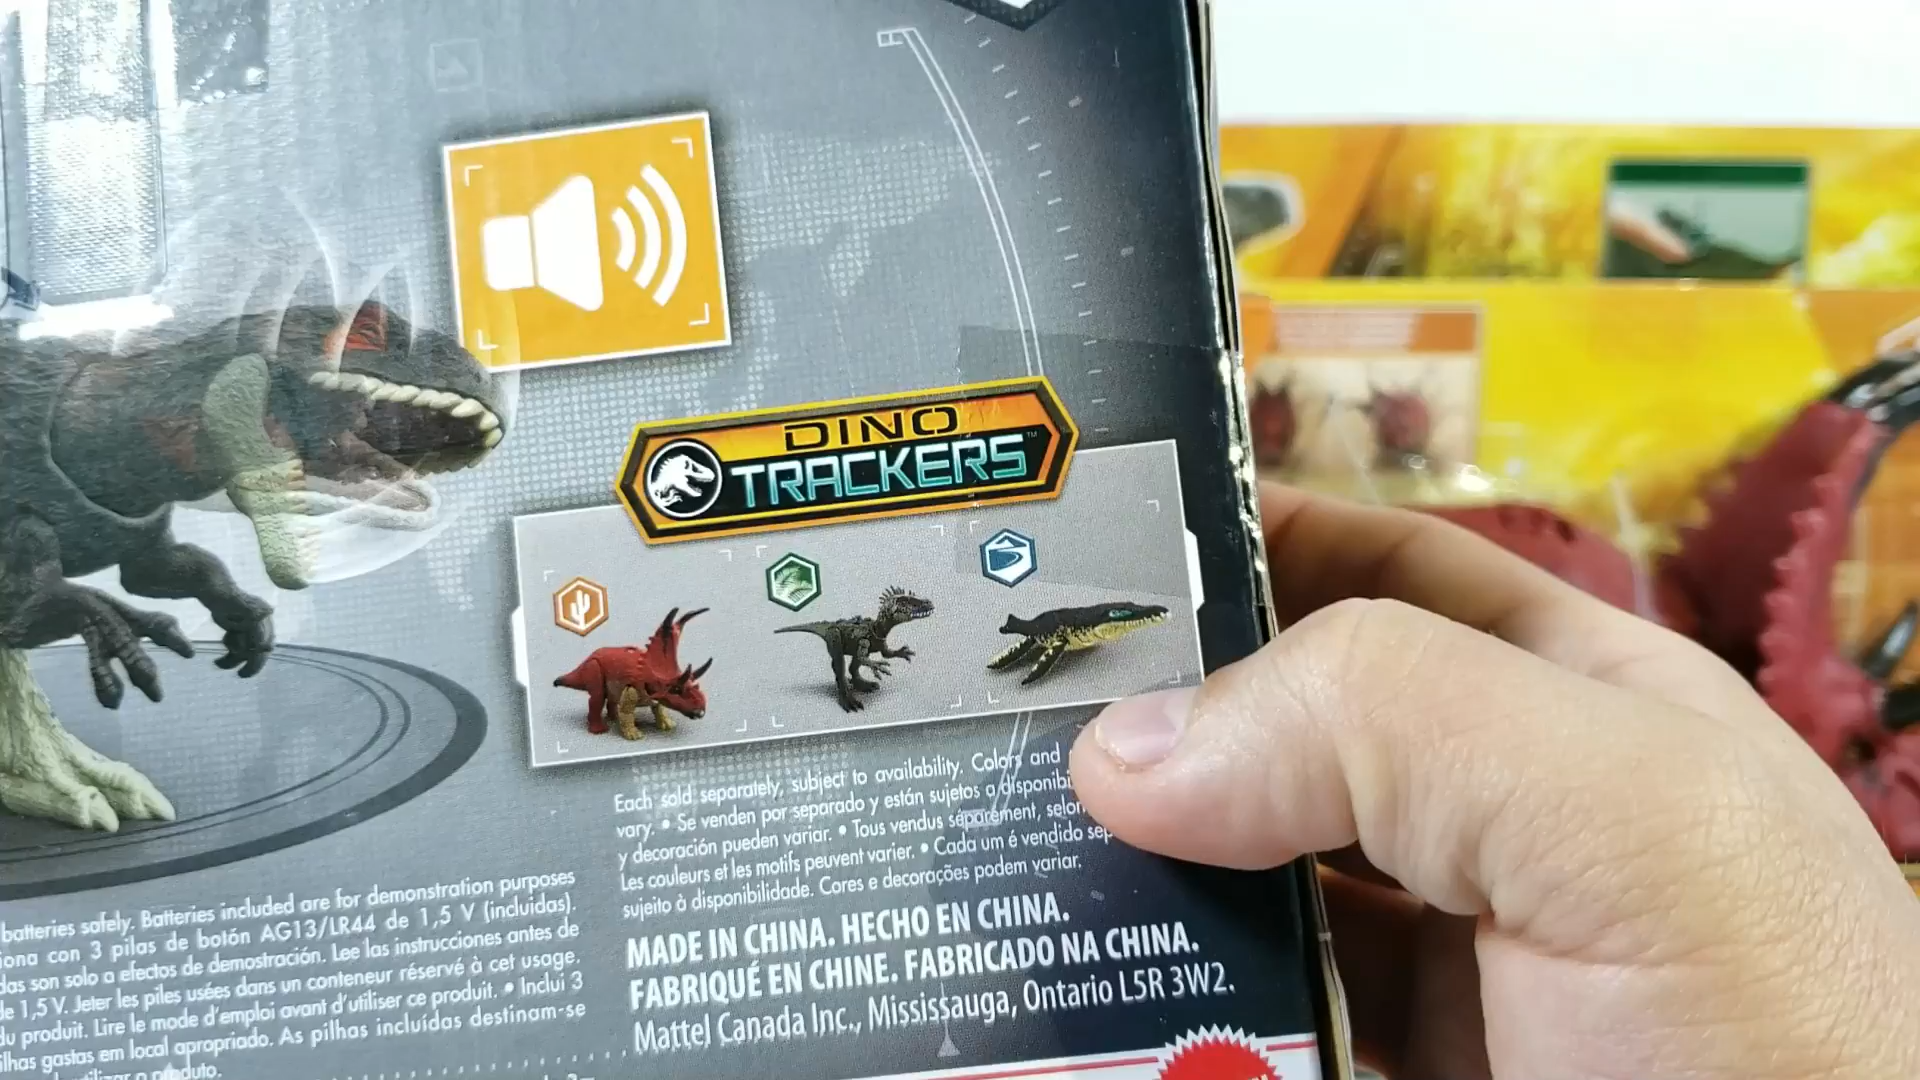 DINO
TRACKERS™
Each sold separately, subject to availability. Colors and
vary. • Se venden por separado y están sujetos a disponibi
y decoración pueden variar. • Tous vendus séparément, selon
Les couleurs et les motifs peuvent varier. • Cada um é vendido sep
sujeito à disponibilidade. Cores e decorações podem variar.
MADE IN CHINA. HECHO EN CHINA.
FABRIQUÉ EN CHINE. FABRICADO NA CHINA.
Mattel Canada Inc., Mississauga, Ontario L5R 3W2.
batteries safely. Batteries included are for demonstration purposes
iona con 3 pilas de botón AG13/LR44 de 1,5 V (incluidas).
das son solo a efectos de demostración. Lee las instrucciones antes de
de 1,5 V. Jeter les piles usées dans un conteneur réservé à cet usage.
du produit. Lire le mode d'emploi avant d'utiliser ce produit. • Inclui 3
ilhas gastas em local apropriado. As pilhas incluídas destinam-se
produto.